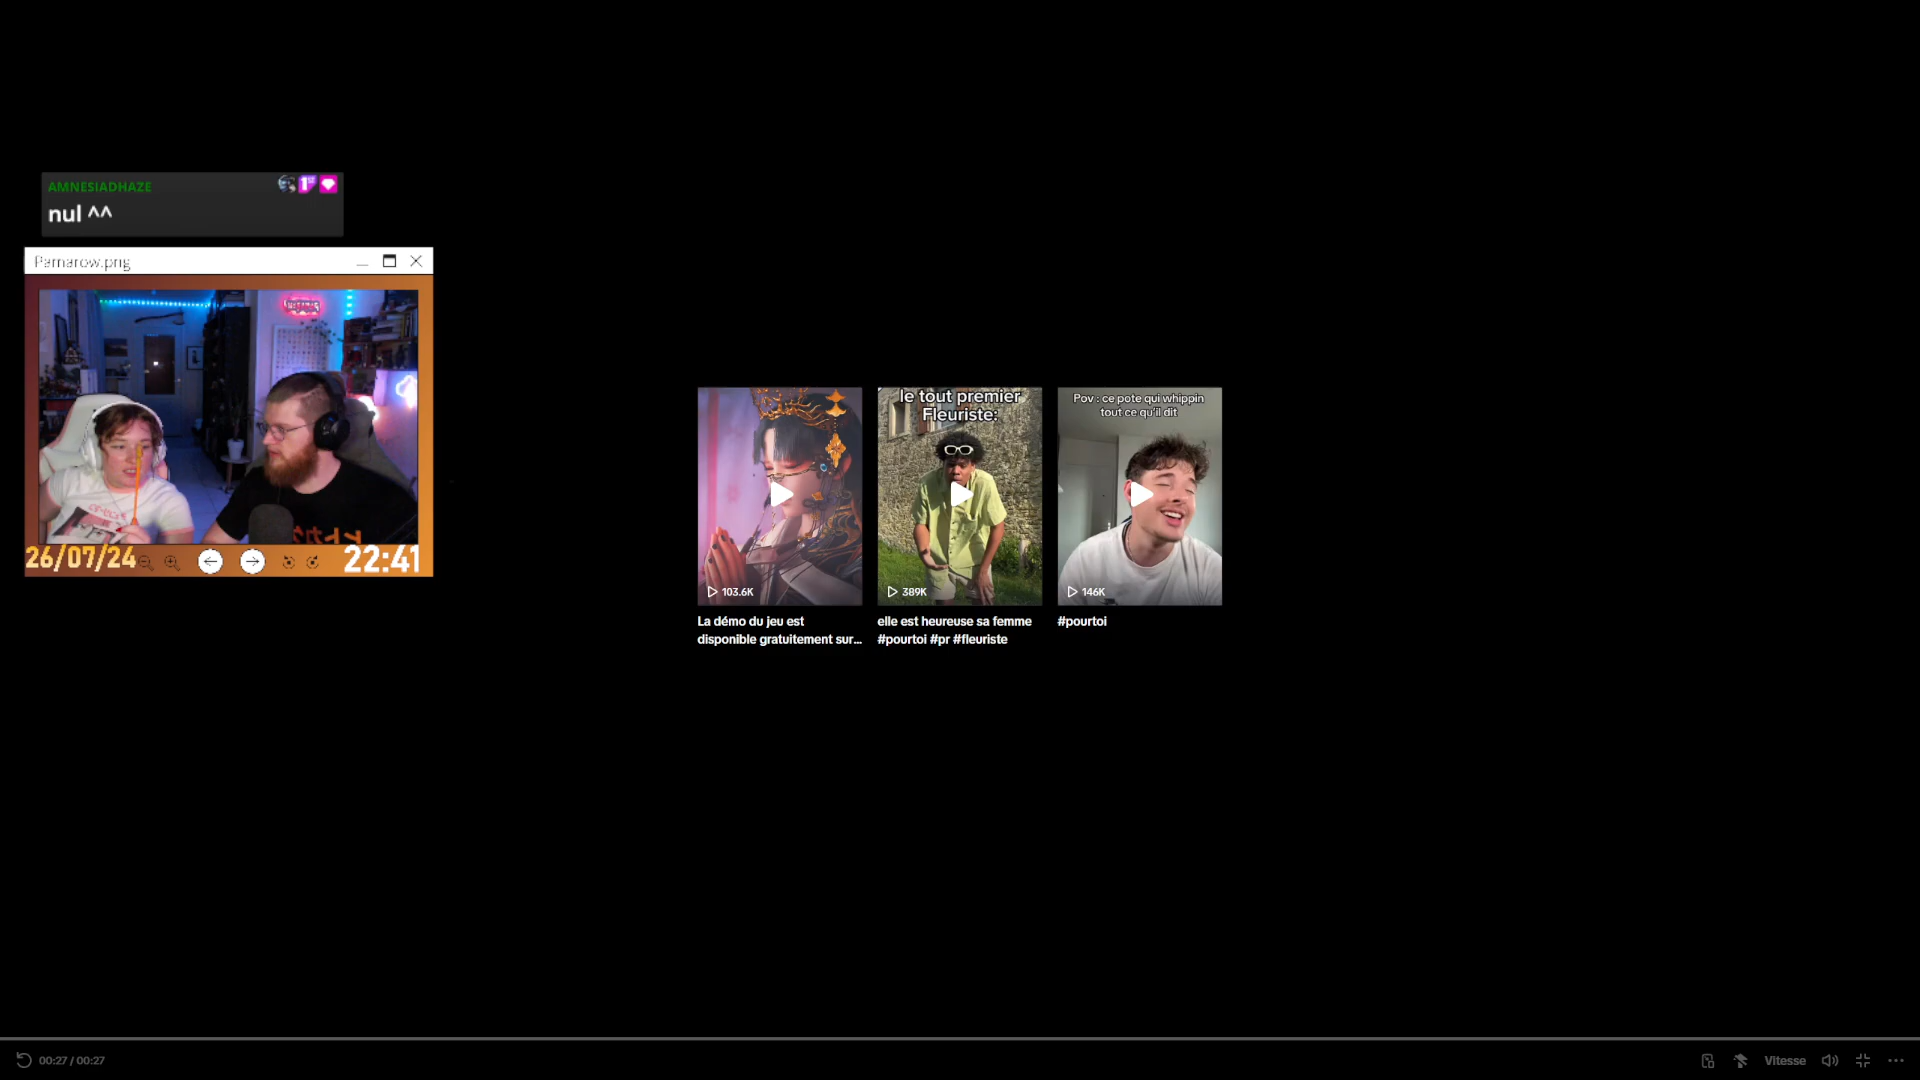 AMNESIADHAZE
nul ^^
Pamarow.png
26/07/24
22:41
le tout premier
Fleuriste:
Pov : ce pote qui whippin
tout ce qu'il dit
103.6K
389K
146K
La démo du jeu est
disponible gratuitement sur...
elle est heureuse sa femme
#pourtoi #pr #fleuriste
#pourtoi
00:27 / 00:27
Vitesse